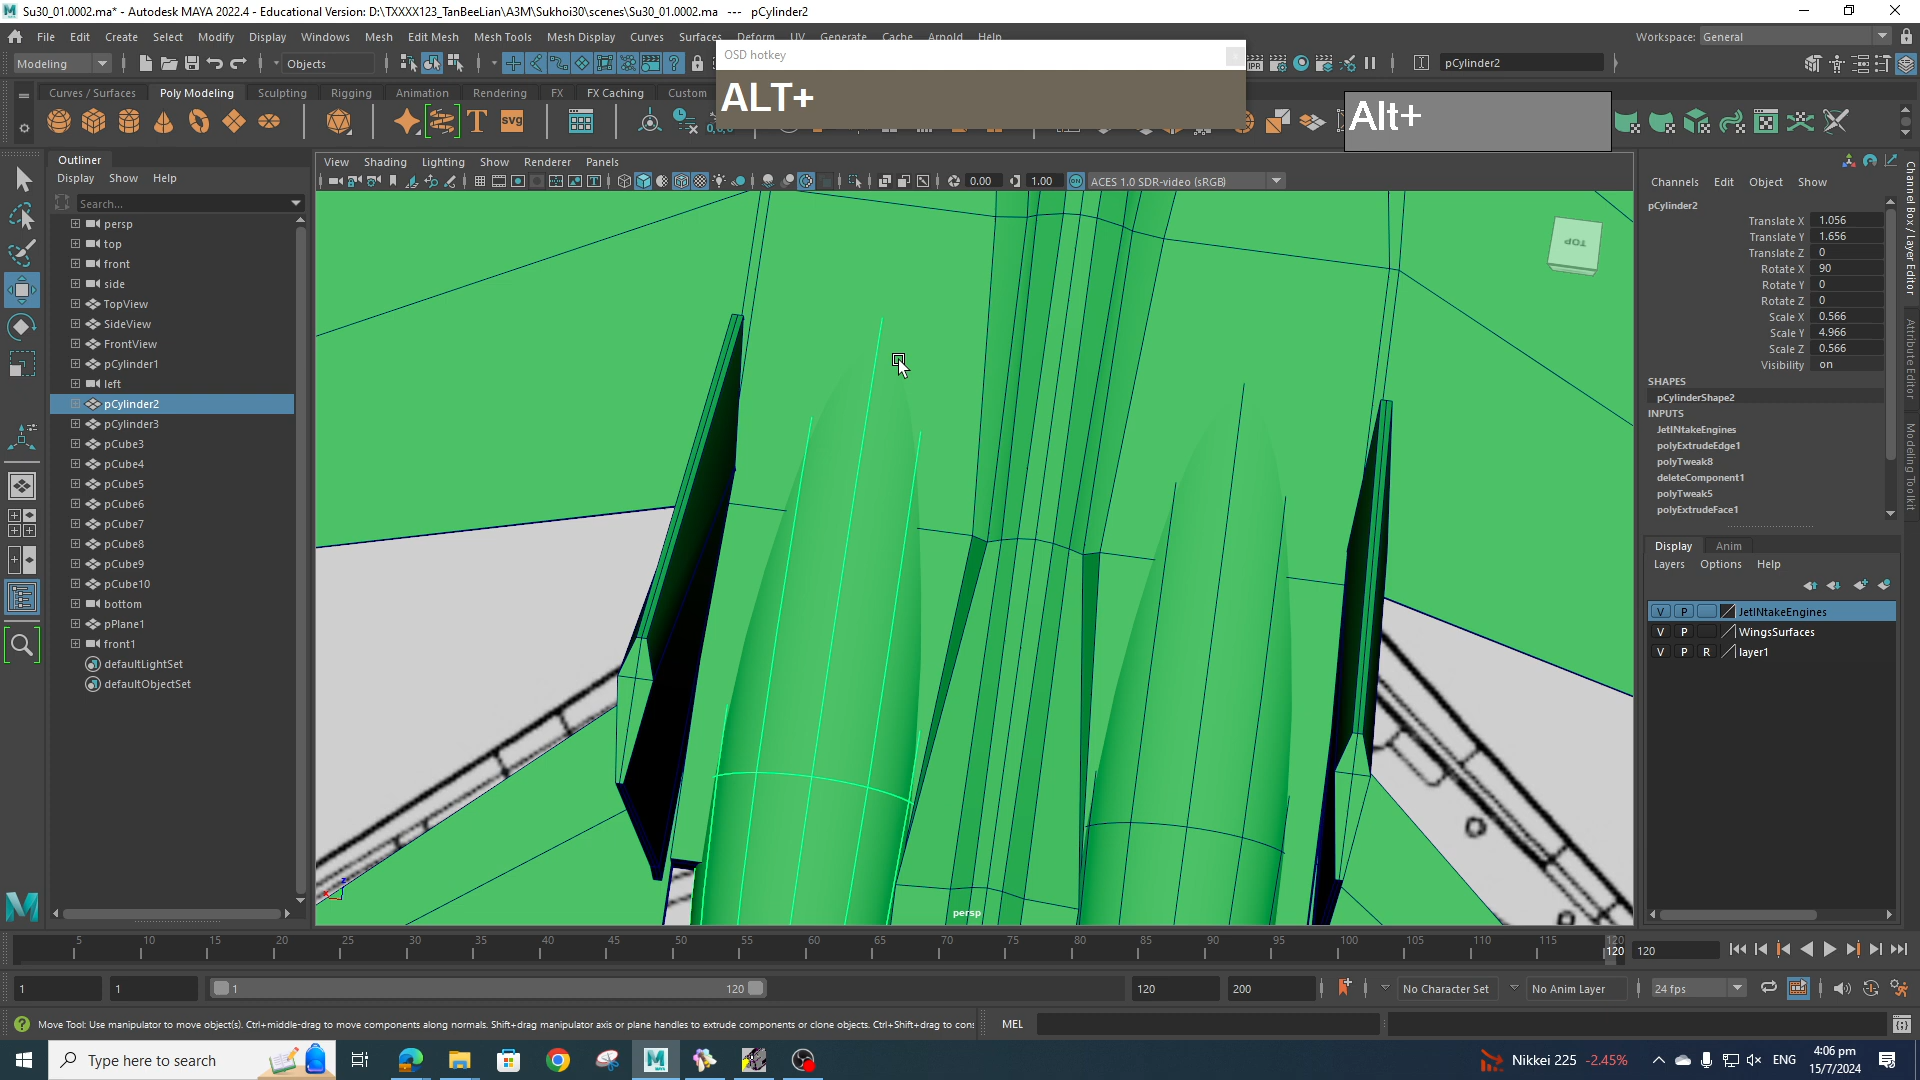 Su30_01.0002.ma* - Autodesk MAYA 2022.4 - Educational Version: D:\TXXXX123_TanBeeLian\A3M\Sukhoi30\scenes\Su30_01.0002.ma --- pCylinder2
File Edit Create Select Modify Display Windows Mesh Edit Mesh Mesh Tools Mesh Display Curves Surfaces Deform UV Generate Cache Arnold Help
Workspace: General
Modeling
Objects
OSD hotkey
ALT+
pCylinder2
Curves / Surfaces Poly Modeling Sculpting Rigging Animation Rendering FX FX Caching Custom
Alt+
Outliner
Display Show Help
Search...
persp
top
front
side
TopView
SideView
FrontView
pCylinder1
left
pCylinder2
pCylinder3
pCube3
pCube4
pCube5
pCube6
pCube7
pCube8
pCube9
pCube10
bottom
pPlane1
front1
defaultLightSet
defaultObjectSet
View Shading Lighting Show Renderer Panels
0.00 1.00 ACES 1.0 SDR-video (sRGB)
TOP
persp
Channels Edit Object Show
pCylinder2
Translate X 1.056
Translate Y 1.656
Translate Z 0
Rotate X 90
Rotate Y 0
Rotate Z 0
Scale X 0.566
Scale Y 4.966
Scale Z 0.566
Visibility on
SHAPES
pCylinderShape2
INPUTS
JetINtakeEngines
polyExtrudeEdge1
polyTweak8
deleteComponent1
polyTweak5
polyExtrudeFace1
Display Anim
Layers Options Help
V P JetINtakeEngines
V P WingsSurfaces
V P R layer1
Channel Box / Layer Editor
Attribute Editor
Modeling Toolkit
5 10 15 20 25 30 35 40 45 50 55 60 65 70 75 80 85 90 95 100 105 110 115 120
120 120
1 1 1 120 120 200 No Character Set No Anim Layer 24 fps
Move Tool: Use manipulator to move object(s). Ctrl+middle-drag to move components along normals. Shift+drag manipulator axis or plane handles to extrude components or clone objects. Ctrl+Shift+drag to con
MEL
Type here to search
Nikkei 225 -2.45%
ENG
4:06 pm
15/7/2024